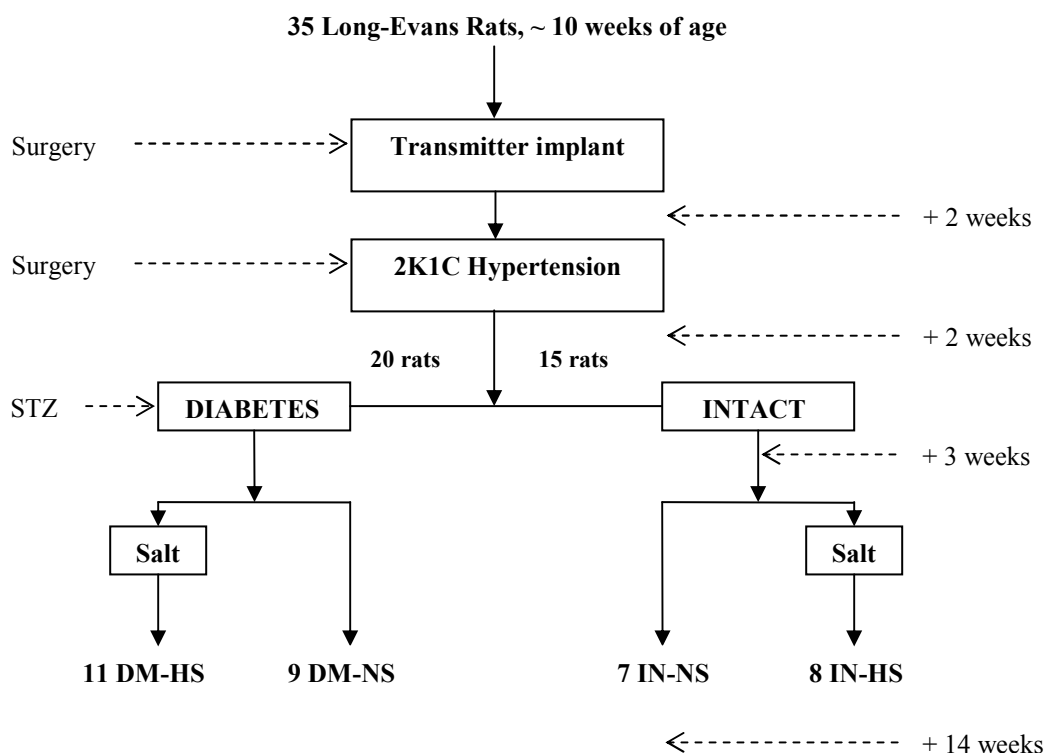 35 Long-Evans Rats, ~ 10 weeks of age
Surgery
Transmitter implant
+ 2 weeks
Surgery
2K1C Hypertension
+ 2 weeks
20 rats
15 rats
STZ
DIABETES
INTACT
+ 3 weeks
Salt
Salt
11 DM-HS
9 DM-NS
7 IN-NS
8 IN-HS
+ 14 weeks